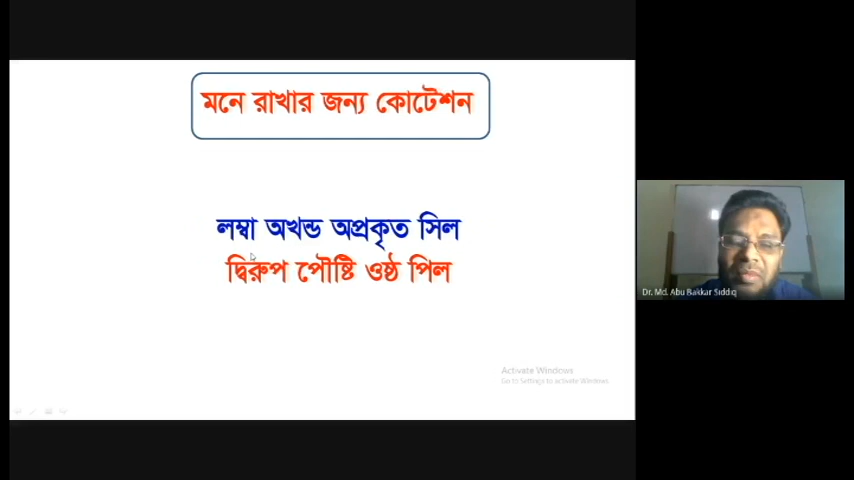 মনে রাখার জন্য কোটেশন
লম্বা অখন্ড অপ্রকৃত সিল
দ্বিরুপ পৌষ্টি ওষ্ঠ পিল
Activate Windows
Go to Settings to activate Windows.
Dr. Md. Abu Bakkar Siddiq